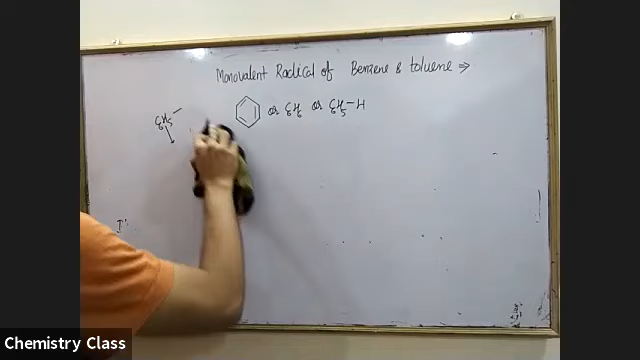 Monovalent Radical of Benzene & toluene ⇒
C₆H₅–
or C₆H₆ or C₆H₅–H
Chemistry Class